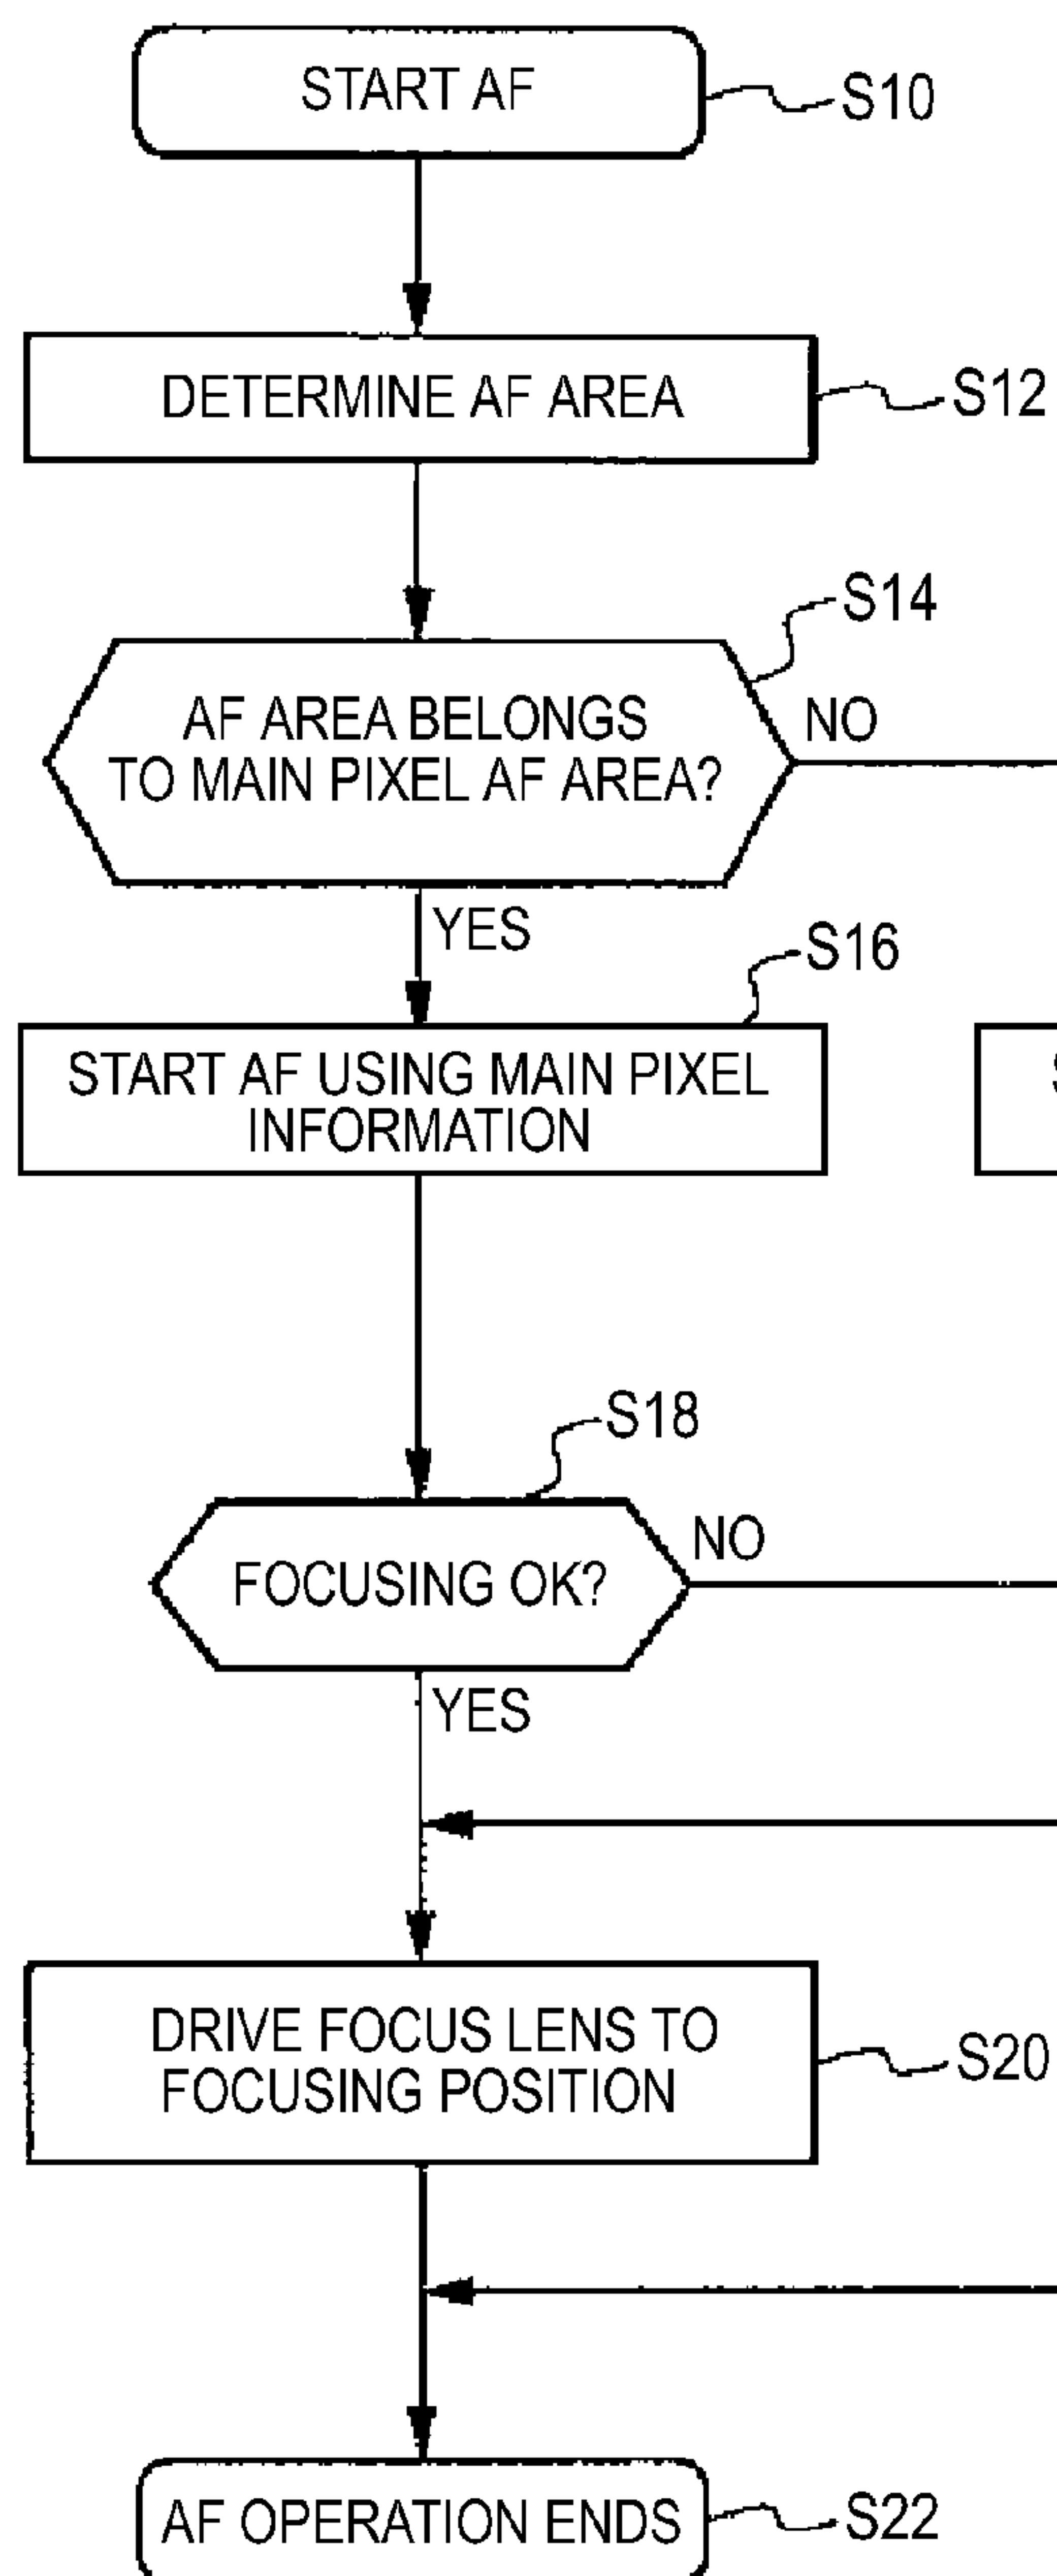 START AF
S10
DETERMINE AF AREA
S12
S14
AF AREA BELONGS
TO MAIN PIXEL AF AREA?
NO
YES
S16
START AF USING MAIN PIXEL
INFORMATION
S18
FOCUSING OK?
NO
YES
DRIVE FOCUS LENS TO
FOCUSING POSITION
S20
AF OPERATION ENDS
S22